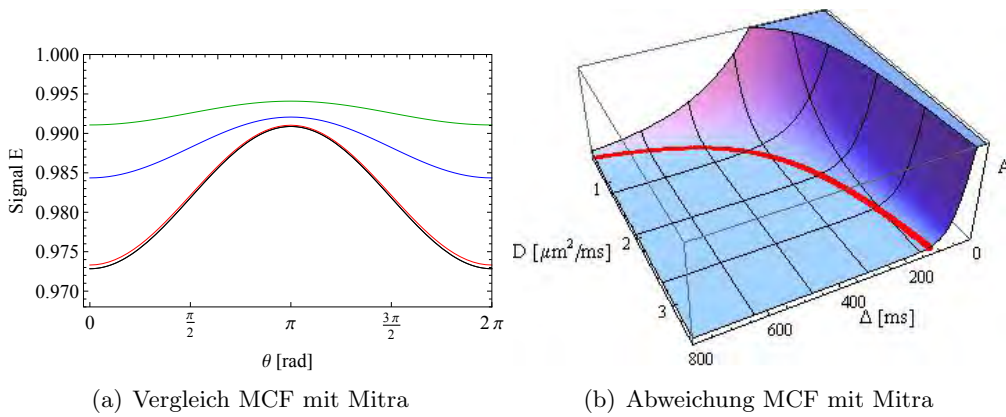 1.000
0.995
0.990
0.985
0.980
0.975
0.970
Signal E
0
π/2
π
3π/2
2π
θ [rad]
(a) Vergleich MCF mit Mitra
1
2
3
D [μm²/ms]
800
600
400
200
0
Δ [ms]
(b) Abweichung MCF mit Mitra